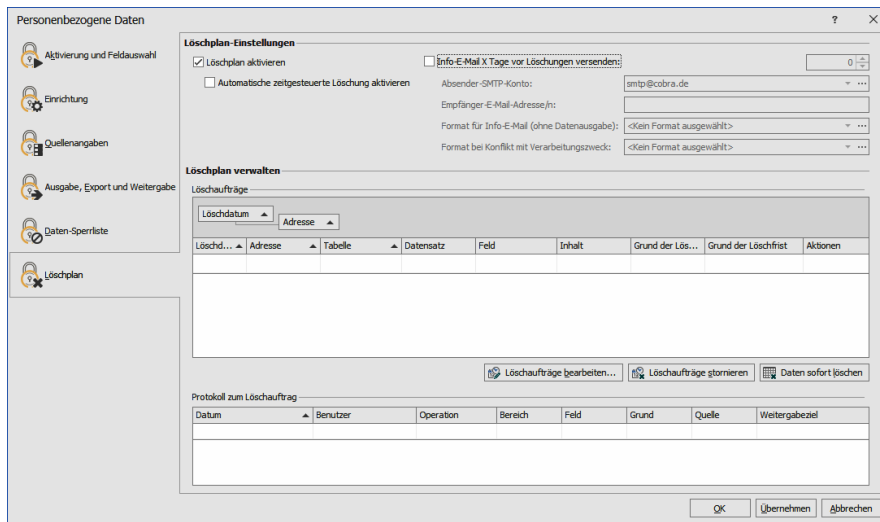 Personenbezogene Daten
?
Aktivierung und Feldauswahl
Einrichtung
Quellenangaben
Ausgabe, Export und Weitergabe
Daten-Sperrliste
Löschplan
Löschplan-Einstellungen
Löschplan aktivieren
Automatische zeitgesteuerte Löschung aktivieren
Info-E-Mail X Tage vor Löschungen versenden: 0
Absender-SMTP-Konto: smtp@cobra.de ...
Empfänger-E-Mail-Adresse/n:
Format für Info-E-Mail (ohne Datenausgabe): <Kein Format ausgewählt> ...
Format bei Konflikt mit Verarbeitungszweck: <Kein Format ausgewählt> ...
Löschplan verwalten
Löschaufträge
Löschdatum
Adresse
Löschd... Adresse Tabelle Datensatz Feld Inhalt Grund der Lös... Grund der Löschfrist Aktionen
Löschaufträge bearbeiten... Löschaufträge stornieren Daten sofort löschen
Protokoll zum Löschauftrag
Datum Benutzer Operation Bereich Feld Grund Quelle Weitergabeziel
OK Übernehmen Abbrechen